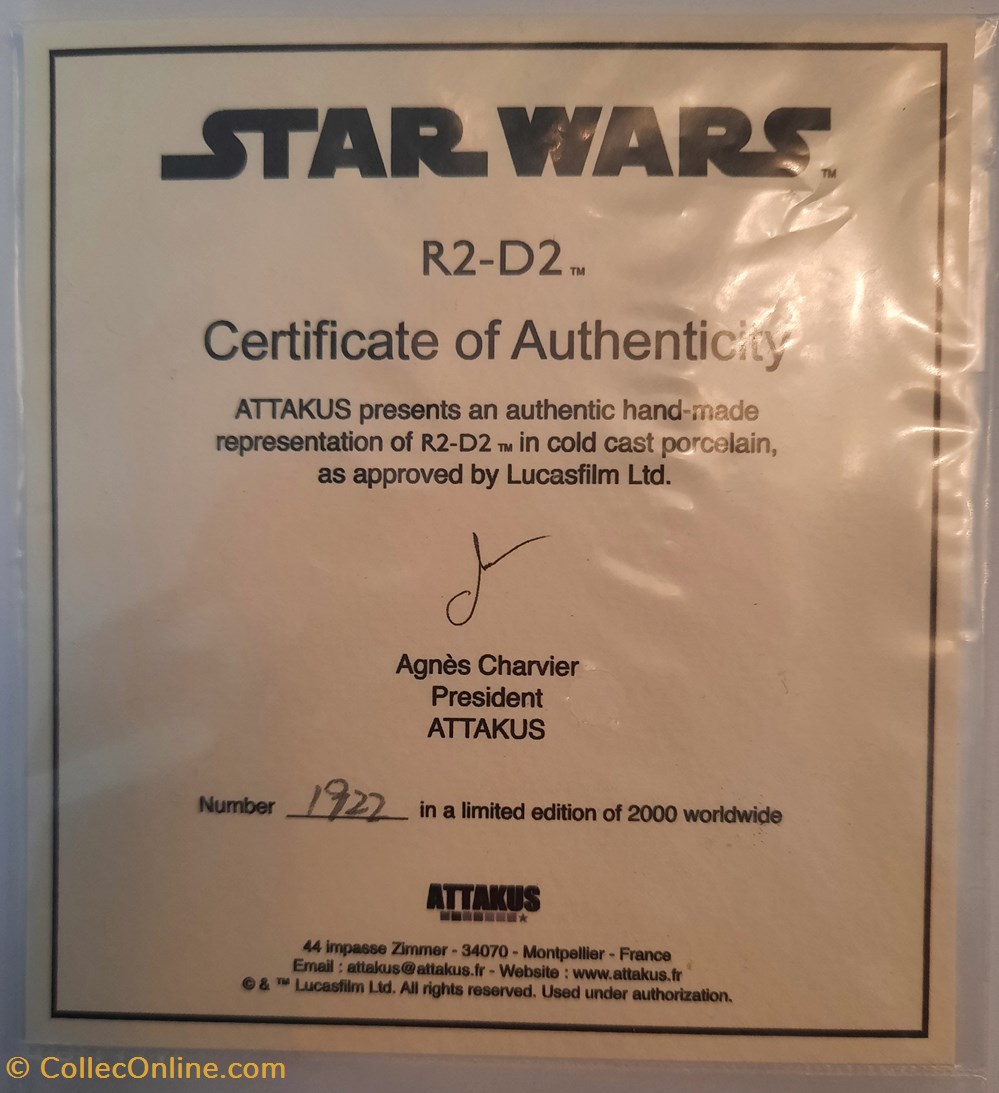 STAR WARS ™
R2-D2 ™
Certificate of Authenticity
ATTAKUS presents an authentic hand-made
representation of R2-D2 ™ in cold cast porcelain,
as approved by Lucasfilm Ltd.
Agnès Charvier
President
ATTAKUS
Number 1922 in a limited edition of 2000 worldwide
ATTAKUS
44 impasse Zimmer - 34070 - Montpellier - France
Email : attakus@attakus.fr - Website : www.attakus.fr
© & ™ Lucasfilm Ltd. All rights reserved. Used under authorization.
© CollecOnline.com